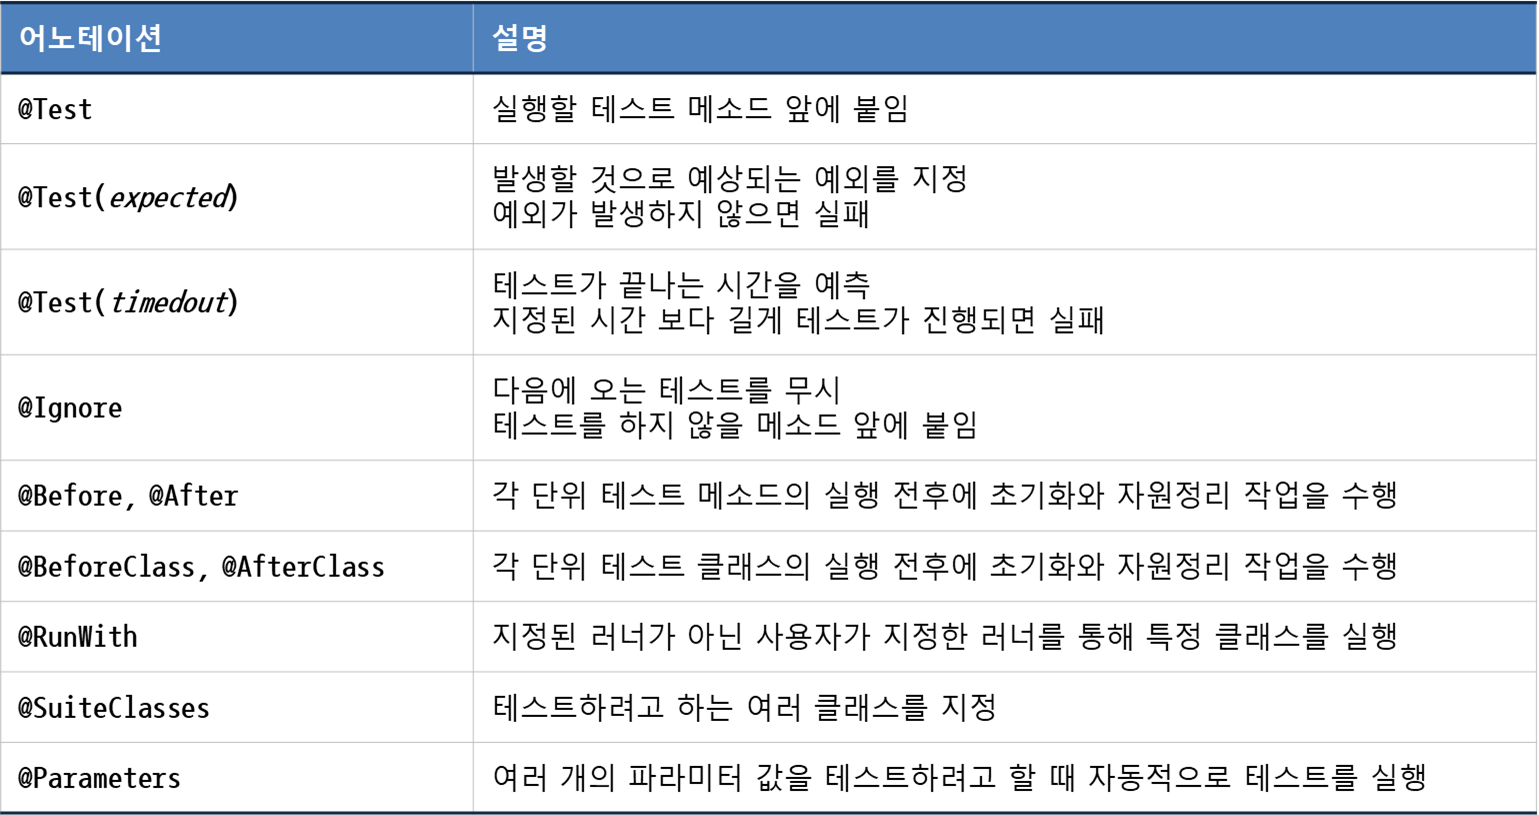 어노테이션 설명
@Test 실행할 테스트 메소드 앞에 붙임
@Test(expected) 발생할 것으로 예상되는 예외를 지정
예외가 발생하지 않으면 실패
@Test(timedout) 테스트가 끝나는 시간을 예측
지정된 시간 보다 길게 테스트가 진행되면 실패
@Ignore 다음에 오는 테스트를 무시
테스트를 하지 않을 메소드 앞에 붙임
@Before, @After 각 단위 테스트 메소드의 실행 전후에 초기화와 자원정리 작업을 수행
@BeforeClass, @AfterClass 각 단위 테스트 클래스의 실행 전후에 초기화와 자원정리 작업을 수행
@RunWith 지정된 러너가 아닌 사용자가 지정한 러너를 통해 특정 클래스를 실행
@SuiteClasses 테스트하려고 하는 여러 클래스를 지정
@Parameters 여러 개의 파라미터 값을 테스트하려고 할 때 자동적으로 테스트를 실행